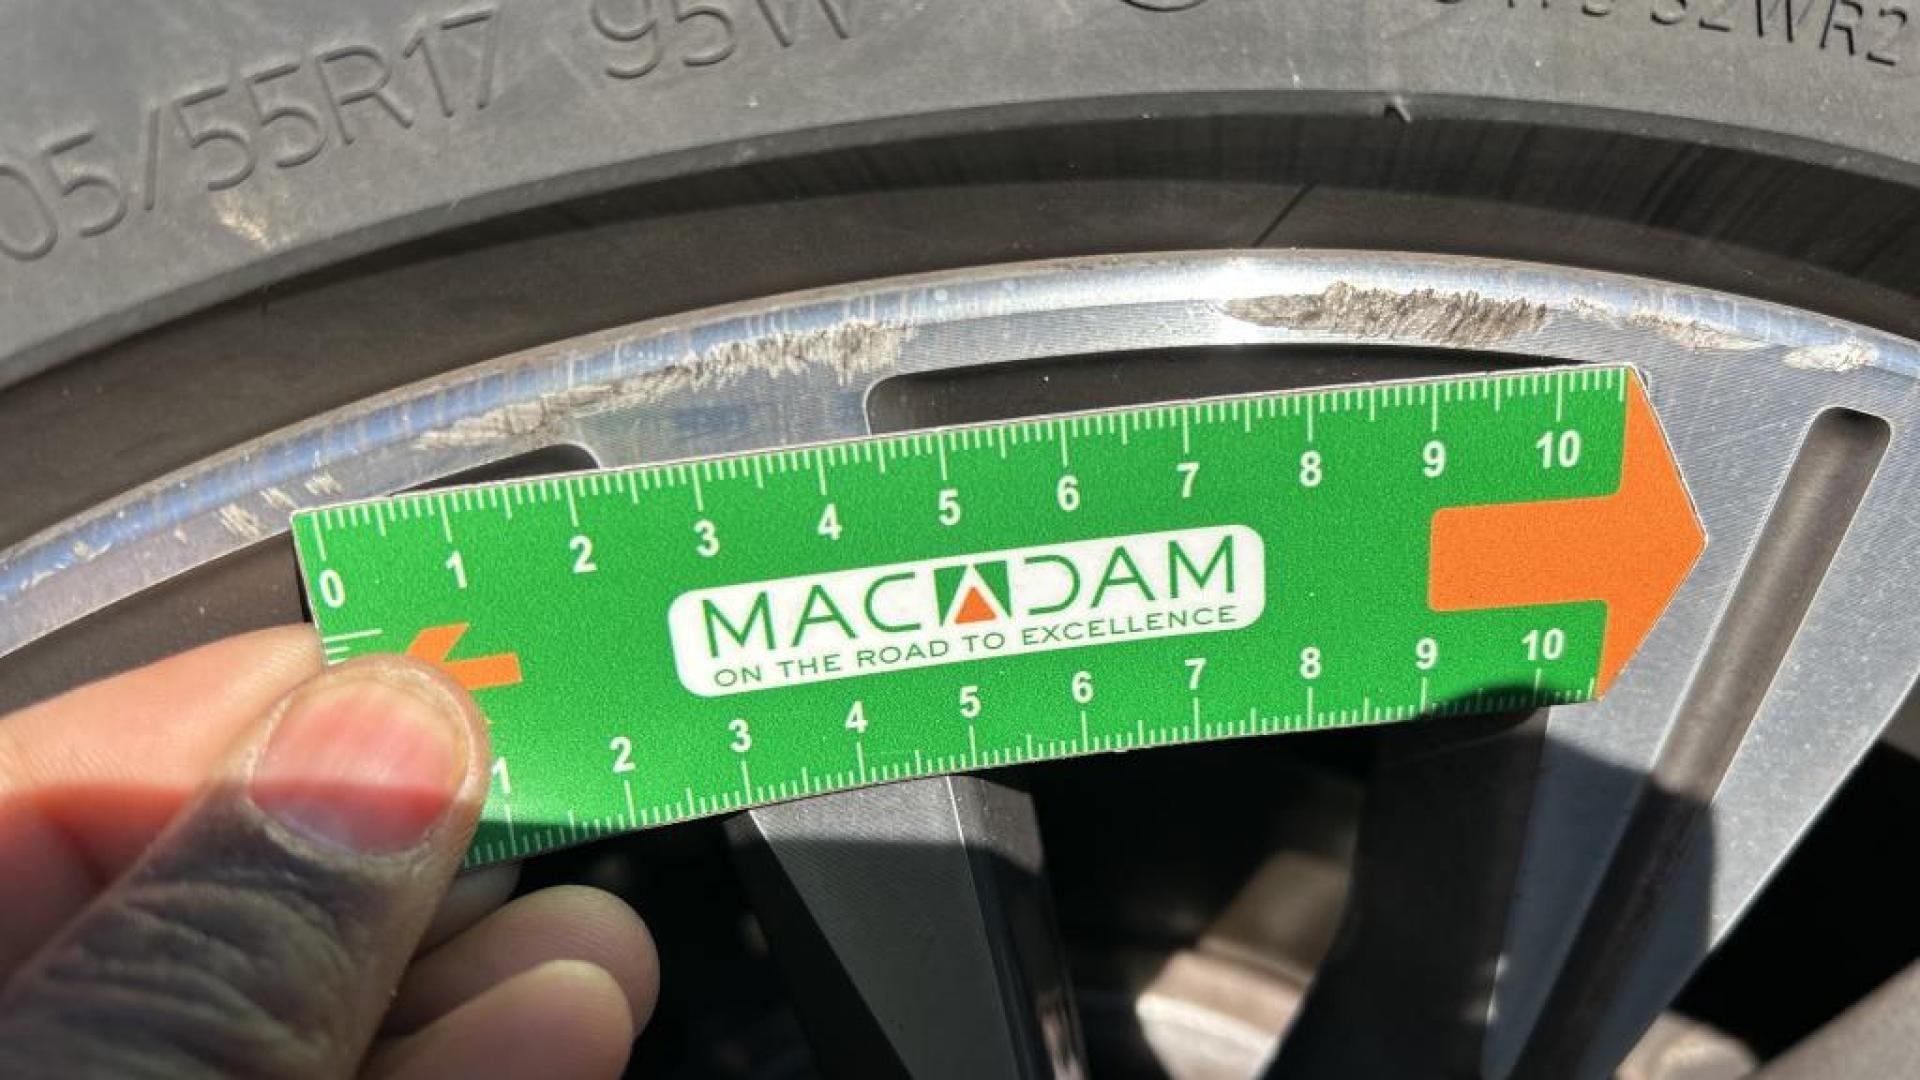 05/55R17 95W
0 1 2 3 4 5 6 7 8 9 10
MACADAM
ON THE ROAD TO EXCELLENCE
1 2 3 4 5 6 7 8 9 10